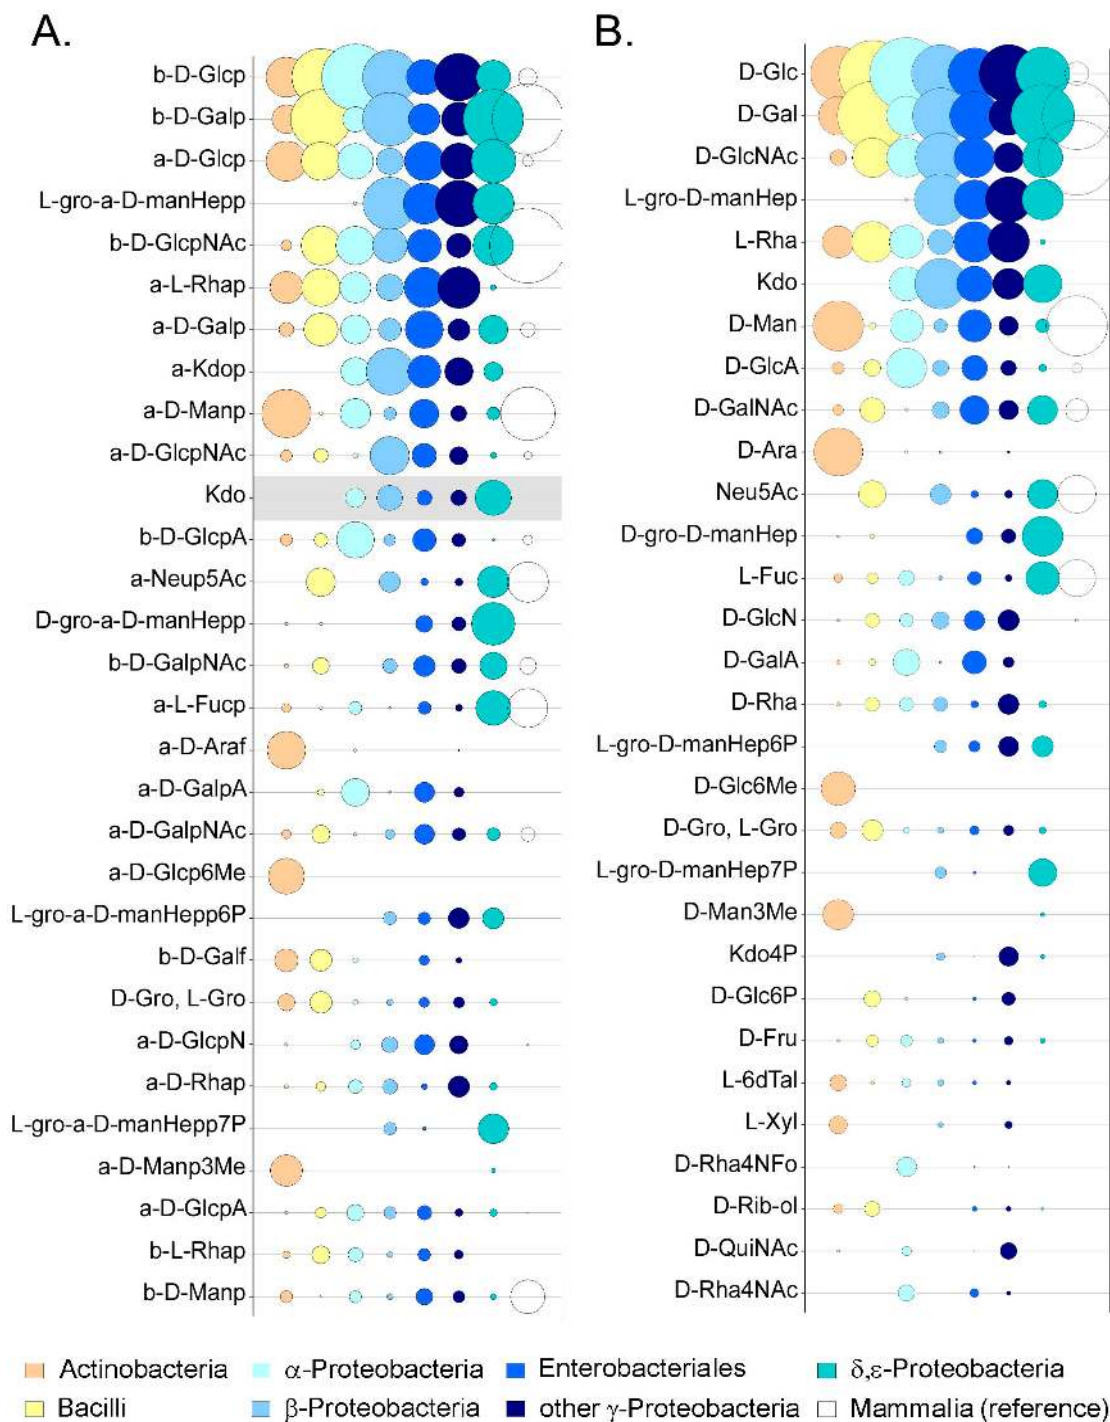 A.
b-D-Glcp
b-D-Galp
a-D-Glcp
L-gro-a-D-manHepp
b-D-GlcpNAc
a-L-Rhap
a-D-Galp
a-Kdop
a-D-Manp
a-D-GlcpNAc
Kdo
b-D-GlcpA
a-Neup5Ac
D-gro-a-D-manHepp
b-D-GalpNAc
a-L-Fucp
a-D-Araf
a-D-GalpA
a-D-GalpNAc
a-D-Glcp6Me
L-gro-a-D-manHepp6P
b-D-Galf
D-Gro, L-Gro
a-D-GlcpN
a-D-Rhap
L-gro-a-D-manHepp7P
a-D-Manp3Me
a-D-GlcpA
b-L-Rhap
b-D-Manp
B.
D-Glc
D-Gal
D-GlcNAc
L-gro-D-manHep
L-Rha
Kdo
D-Man
D-GlcA
D-GalNAc
D-Ara
Neu5Ac
D-gro-D-manHep
L-Fuc
D-GlcN
D-GalA
D-Rha
L-gro-D-manHep6P
D-Glc6Me
D-Gro, L-Gro
L-gro-D-manHep7P
D-Man3Me
Kdo4P
D-Glc6P
D-Fru
L-6dTal
L-Xyl
D-Rha4NFo
D-Rib-ol
D-QuiNAc
D-Rha4NAc
Actinobacteria α-Proteobacteria Enterobacteriales δ,ε-Proteobacteria
Bacilli β-Proteobacteria other γ-Proteobacteria Mammalia (reference)